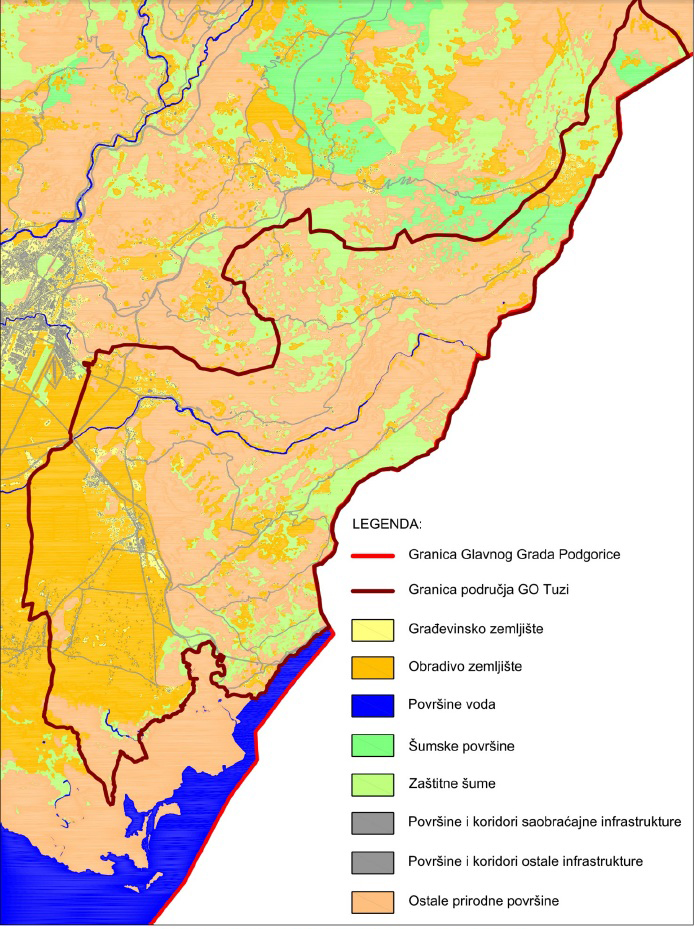 LEGENDA:
Granica Glavnog Grada Podgorice
Granica područja GO Tuzi
Građevinsko zemljište
Obradivo zemljište
Površine voda
Šumske površine
Zaštitne šume
Površine i koridori saobraćajne infrastrukture
Površine i koridori ostale infrastrukture
Ostale prirodne površine